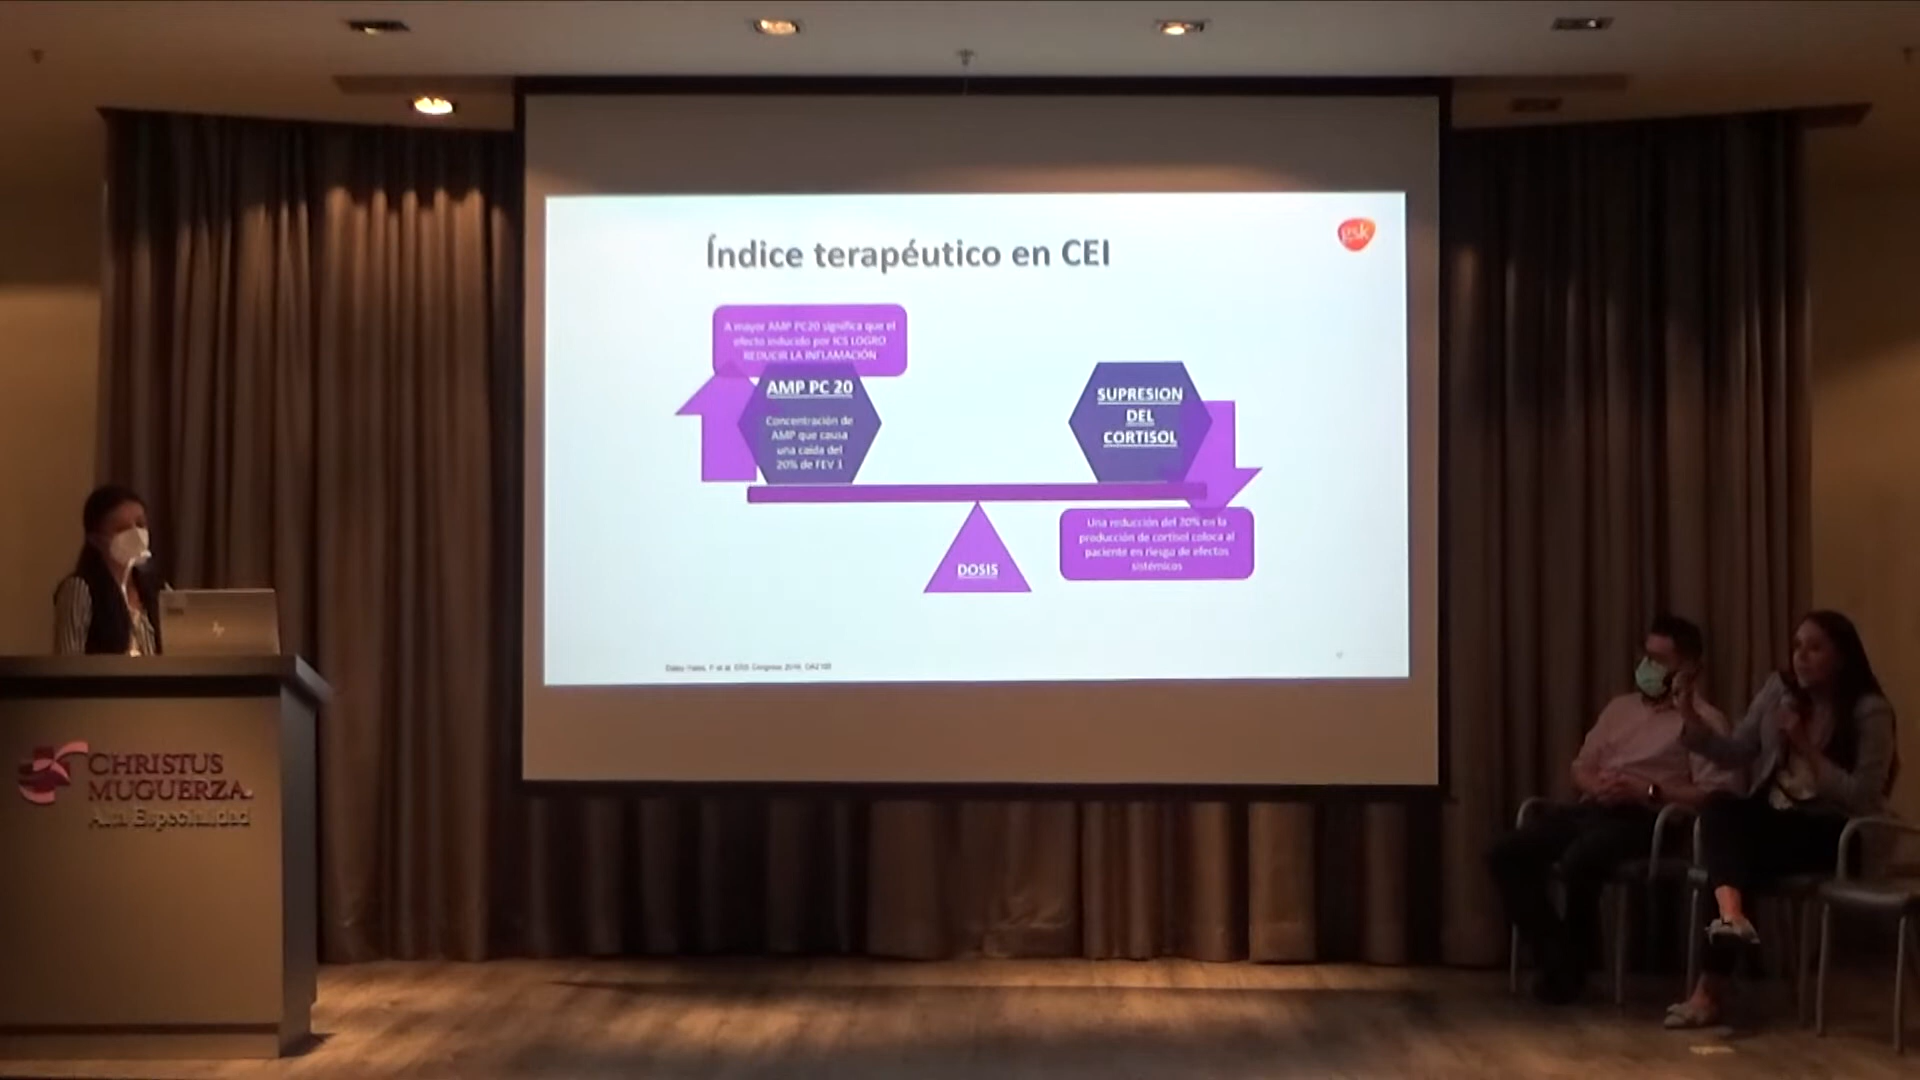 Índice terapéutico en CEI
gsk
A mayor AMP PC20 significa que el
efecto inducido por ICS LOGRO
REDUCIR LA INFLAMACIÓN
AMP PC 20
Concentración de
AMP que causa
una caída del
20% de FEV 1
SUPRESION
DEL
CORTISOL
Una reducción del 20% en la
producción de cortisol coloca al
paciente en riesgo de efectos
sistémicos
DOSIS
hp
CHRISTUS
MUGUERZA.
Alta Especialidad